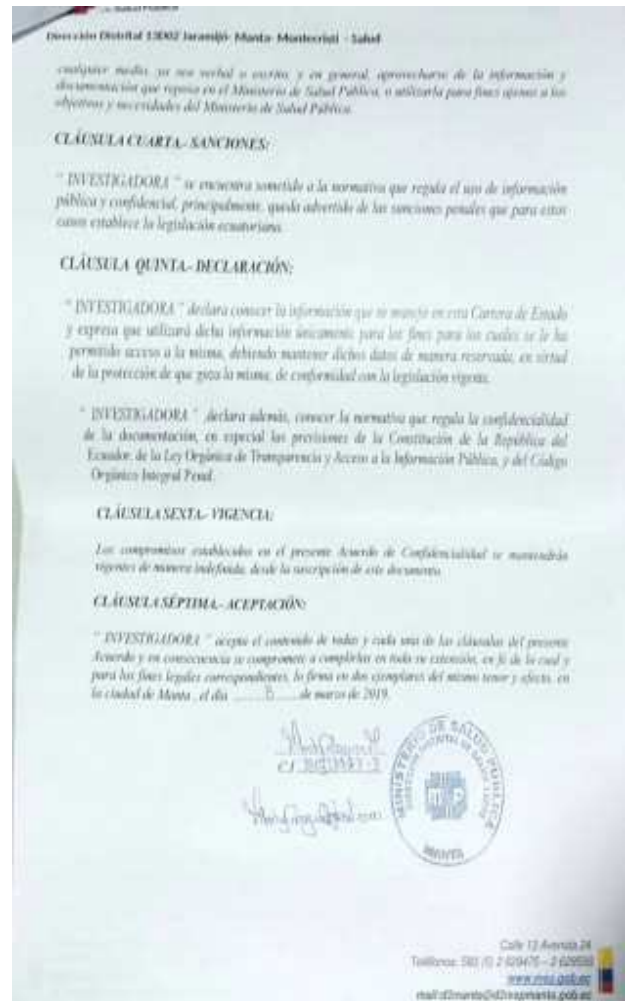 Salud Pública
Dirección Distrital 13D02 Jaramijó- Manta- Montecristi - Salud
cualquier medio, ya sea verbal o escrito, y en general, aprovecharse de la información y
documentación que reposa en el Ministerio de Salud Pública, o utilizarla para fines ajenos a los
objetivos y necesidades del Ministerio de Salud Pública.
CLÁUSULA CUARTA.- SANCIONES:
" INVESTIGADORA " se encuentra sometido a la normativa que regula el uso de información
pública y confidencial, principalmente, queda advertido de las sanciones penales que para estos
casos establece la legislación ecuatoriana.
CLÁUSULA QUINTA.- DECLARACIÓN:
" INVESTIGADORA " declara conocer la información que se maneja en esta Cartera de Estado
y expresa que utilizará dicha información únicamente para los fines para los cuales se le ha
permitido acceso a la misma, debiendo mantener dichos datos de manera reservada, en virtud
de la protección de que goza la misma, de conformidad con la legislación vigente.
" INVESTIGADORA " ,declara además, conocer la normativa que regula la confidencialidad
de la documentación, en especial las previsiones de la Constitución de la República del
Ecuador, de la Ley Orgánica de Transparencia y Acceso a la Información Pública, y del Código
Orgánico Integral Penal.
CLÁUSULA SEXTA.- VIGENCIA:
Los compromisos establecidos en el presente Acuerdo de Confidencialidad se mantendrán
vigentes de manera indefinida, desde la suscripción de este documento.
CLÁUSULA SÉPTIMA.- ACEPTACIÓN:
" INVESTIGADORA " acepta el contenido de todas y cada una de las cláusulas del presente
Acuerdo y en consecuencia se compromete a cumplirlas en toda su extensión, en fe de lo cual y
para los fines legales correspondientes, lo firma en dos ejemplares del mismo tenor y efecto, en
la ciudad de Manta , el día de marzo de 2019.
MINISTERIO DE SALUD PÚBLICA
MANTA
Calle 12 Avenida 24
Teléfonos: 593 (5) 2
www.msp.gob.ec